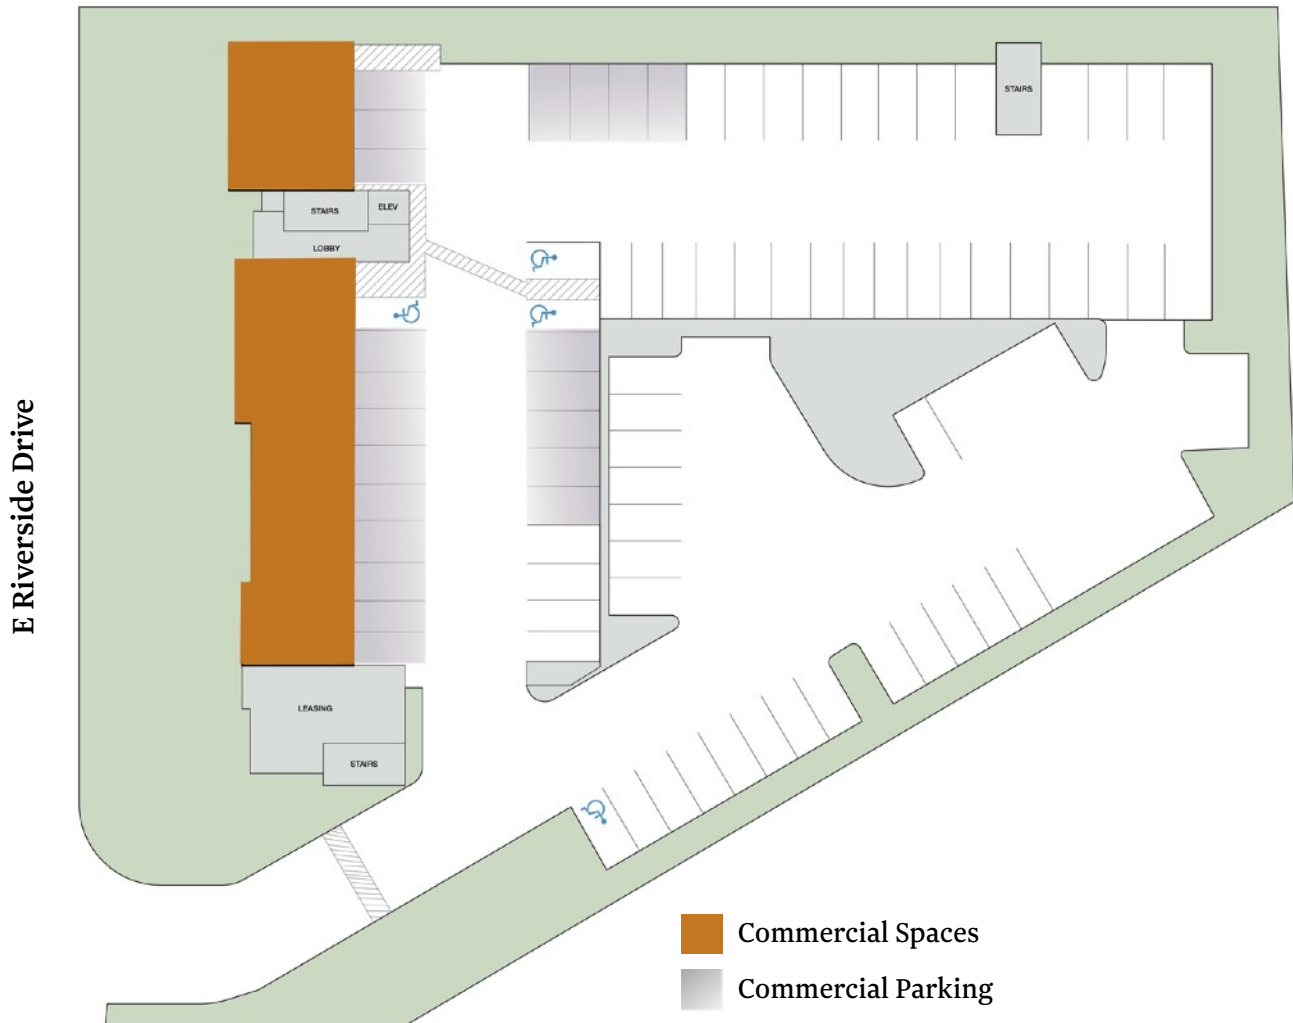 STAIRS
STAIRS
ELEV
LOBBY
E Riverside Drive
LEASING
STAIRS
Commercial Spaces
Commercial Parking